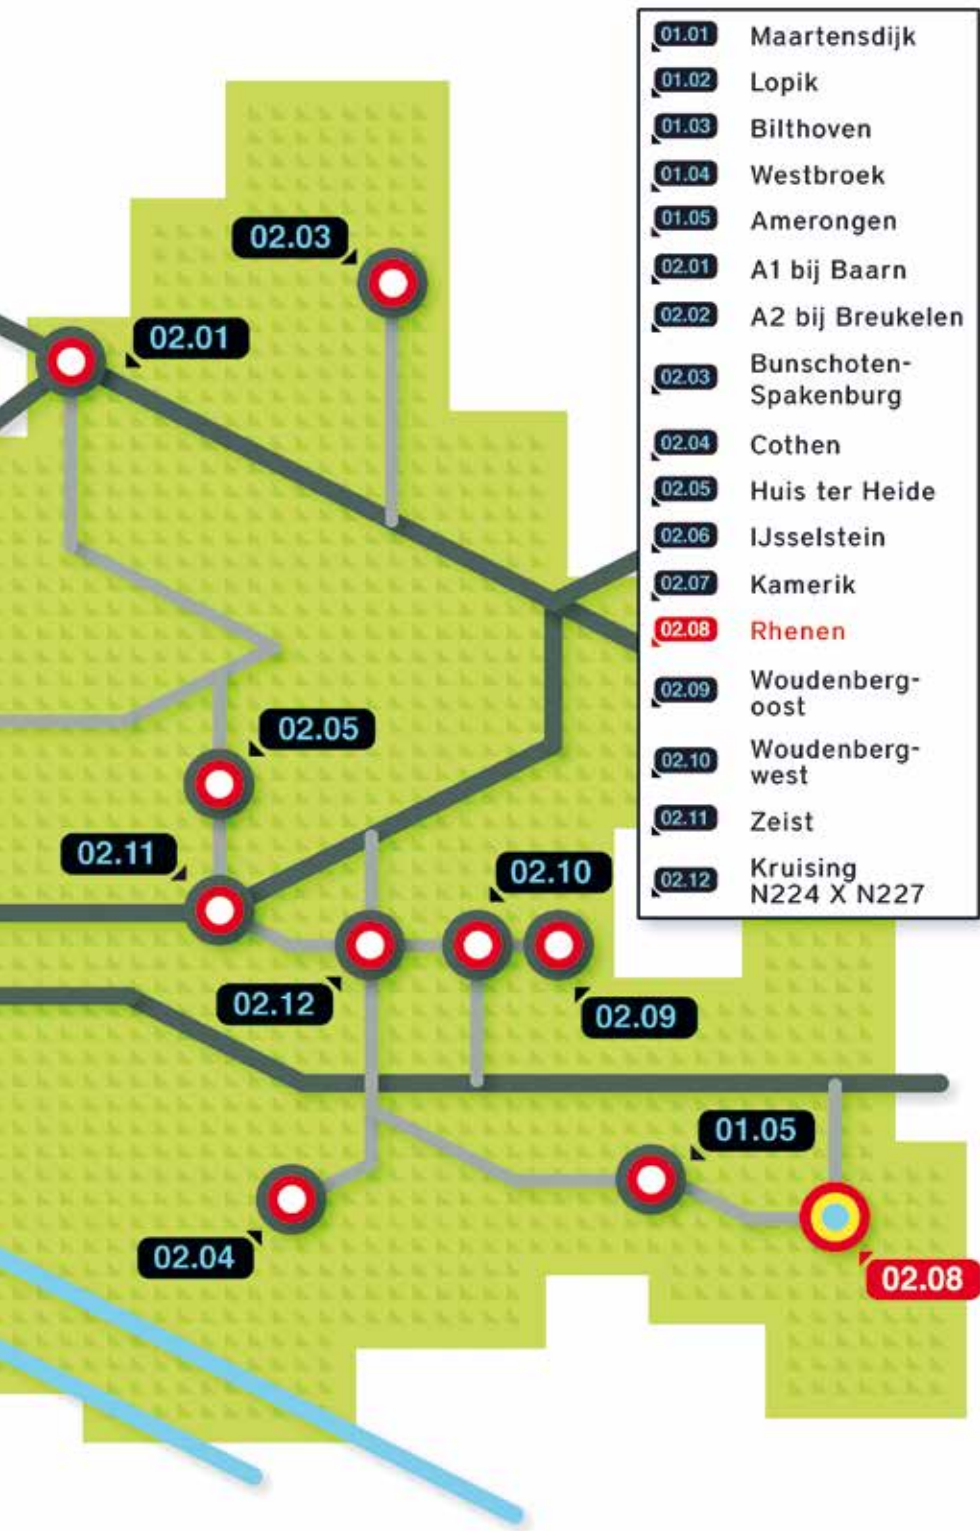 01.01 Maartensdijk
01.02 Lopik
01.03 Bilthoven
01.04 Westbroek
01.05 Amerongen
02.01 A1 bij Baarn
02.02 A2 bij Breukelen
02.03 Bunschoten-
Spakenburg
02.04 Cothen
02.05 Huis ter Heide
02.06 IJsselstein
02.07 Kamerik
02.08 Rhenen
02.09 Woudenberg-
oost
02.10 Woudenberg-
west
02.11 Zeist
02.12 Kruising
N224 X N227
02.03
02.01
02.05
02.11
02.10
02.12
02.09
01.05
02.04
02.08